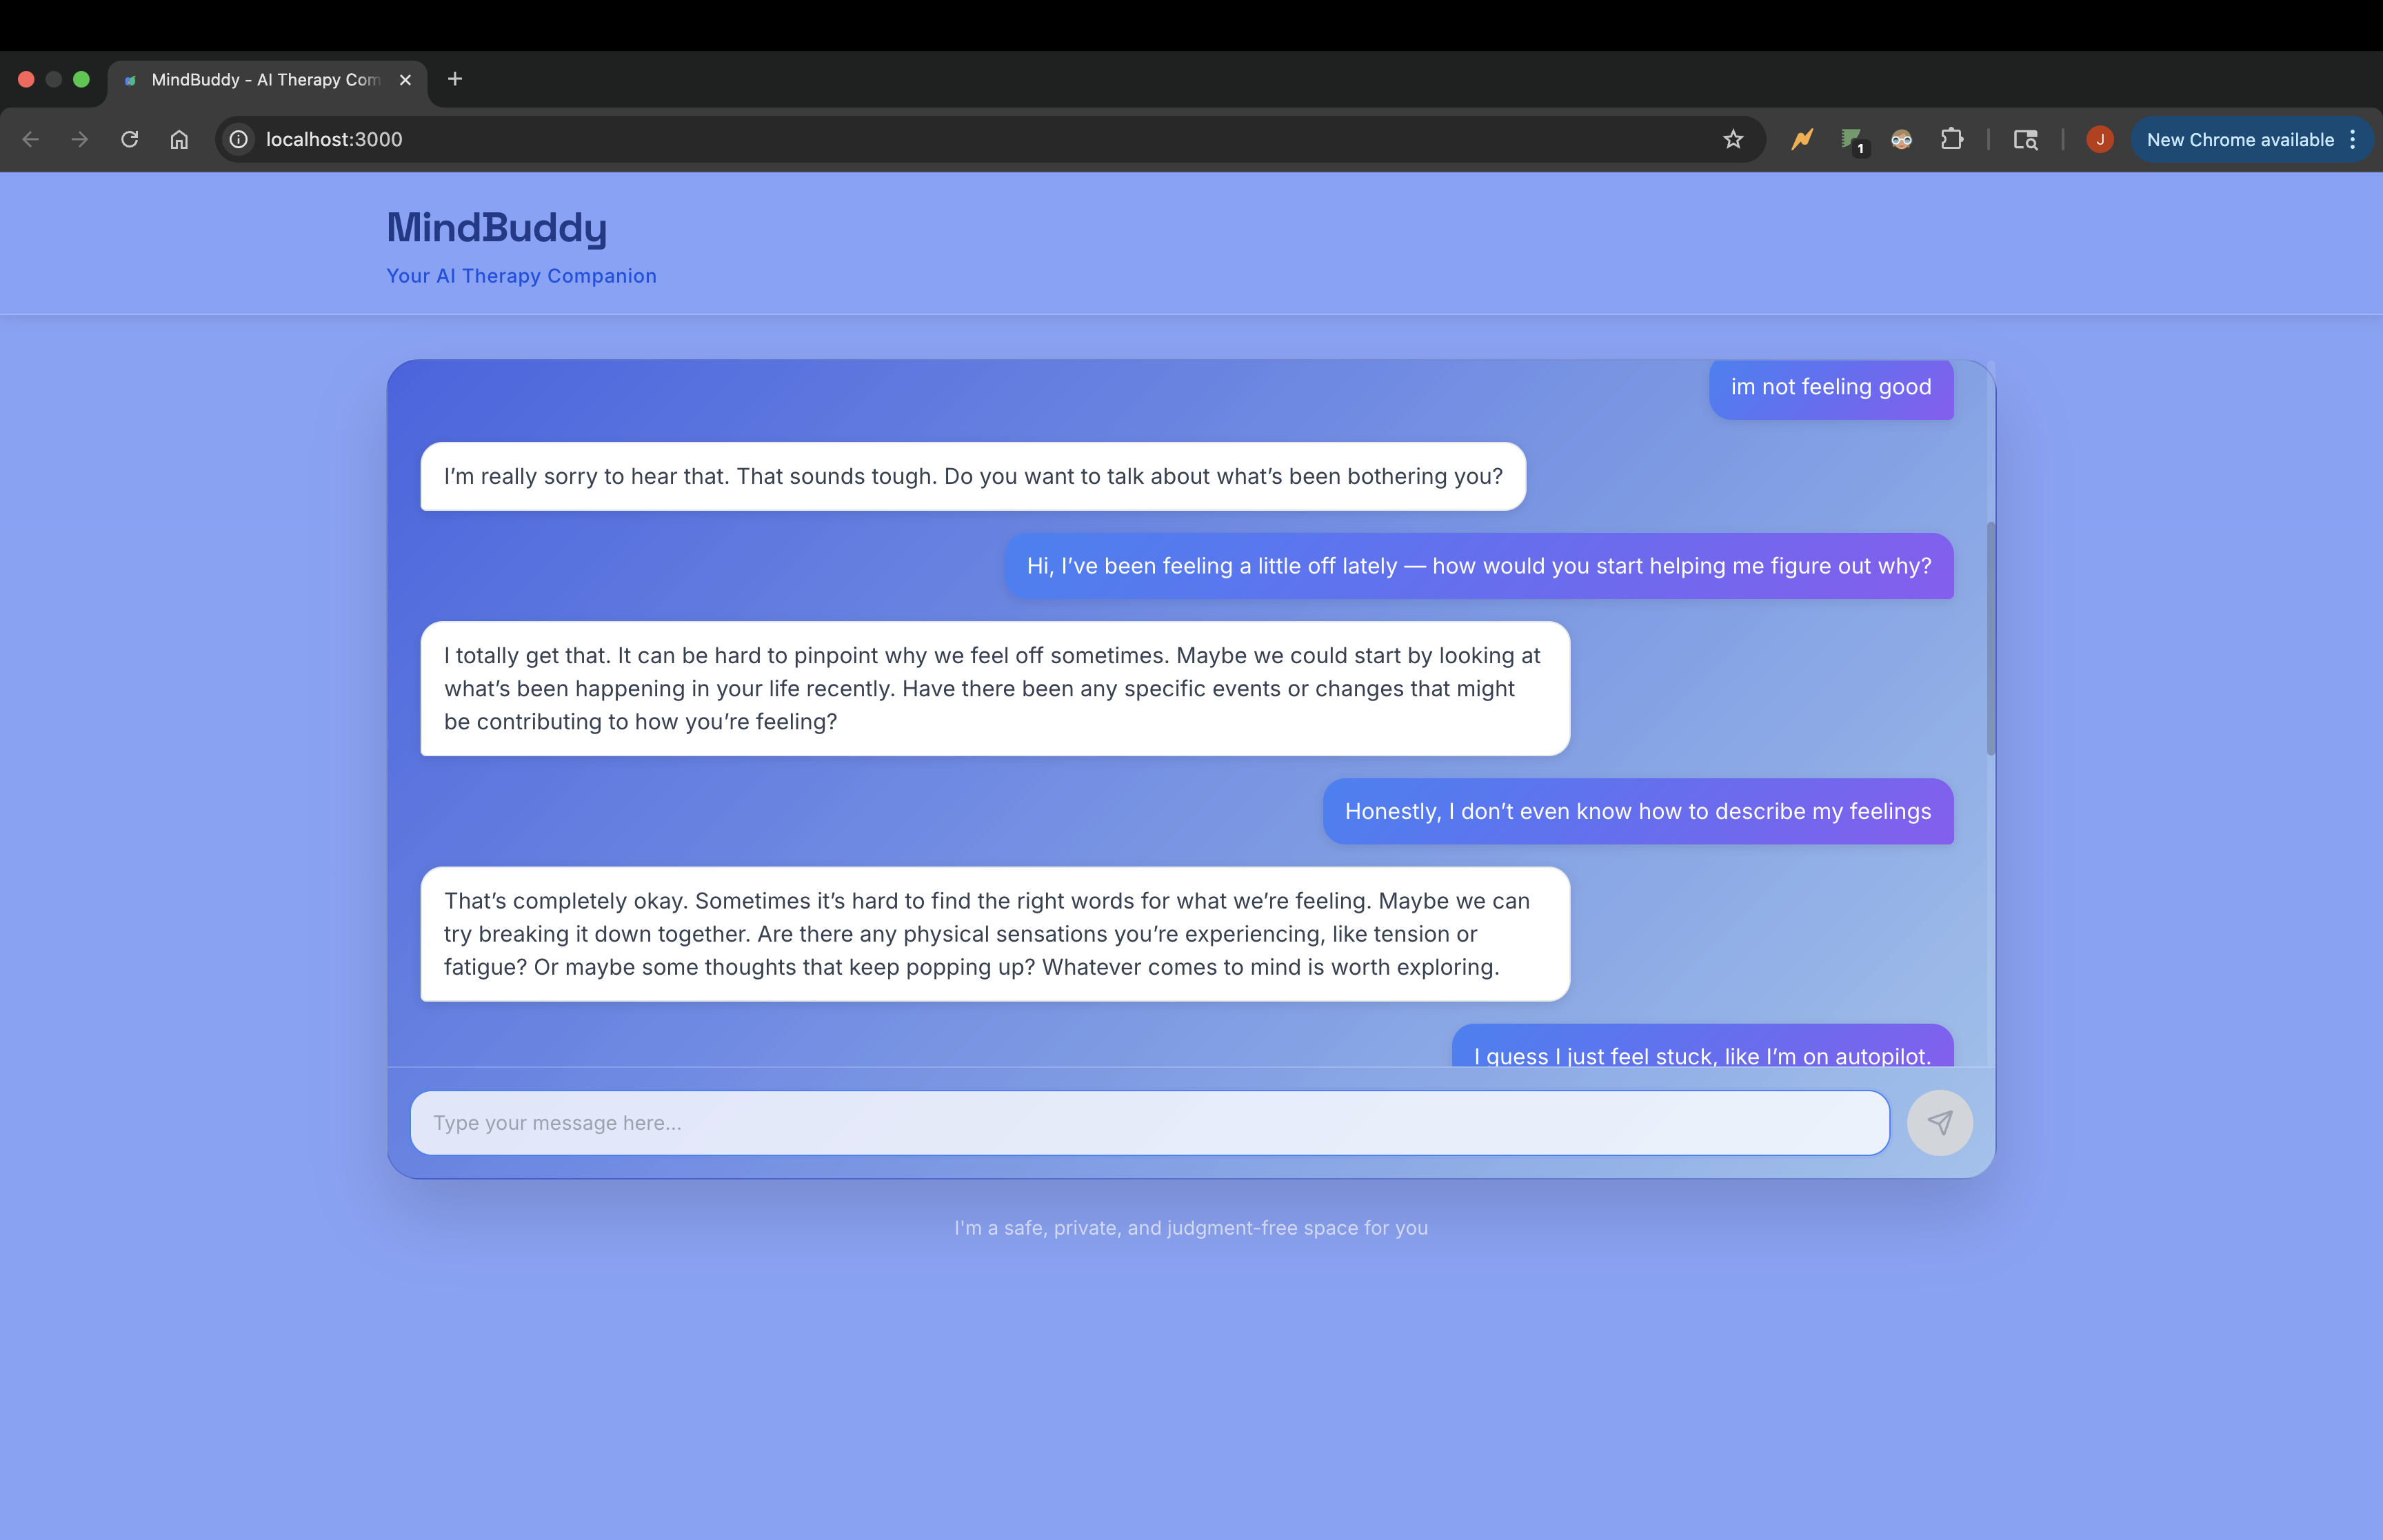 MindBuddy - AI Therapy Com
localhost:3000
1
J
New Chrome available
MindBuddy
Your AI Therapy Companion
im not feeling good
I’m really sorry to hear that. That sounds tough. Do you want to talk about what’s been bothering you?
Hi, I’ve been feeling a little off lately — how would you start helping me figure out why?
I totally get that. It can be hard to pinpoint why we feel off sometimes. Maybe we could start by looking at
what’s been happening in your life recently. Have there been any specific events or changes that might
be contributing to how you’re feeling?
Honestly, I don’t even know how to describe my feelings
That’s completely okay. Sometimes it’s hard to find the right words for what we’re feeling. Maybe we can
try breaking it down together. Are there any physical sensations you’re experiencing, like tension or
fatigue? Or maybe some thoughts that keep popping up? Whatever comes to mind is worth exploring.
I guess I just feel stuck, like I’m on autopilot.
Type your message here...
I'm a safe, private, and judgment-free space for you